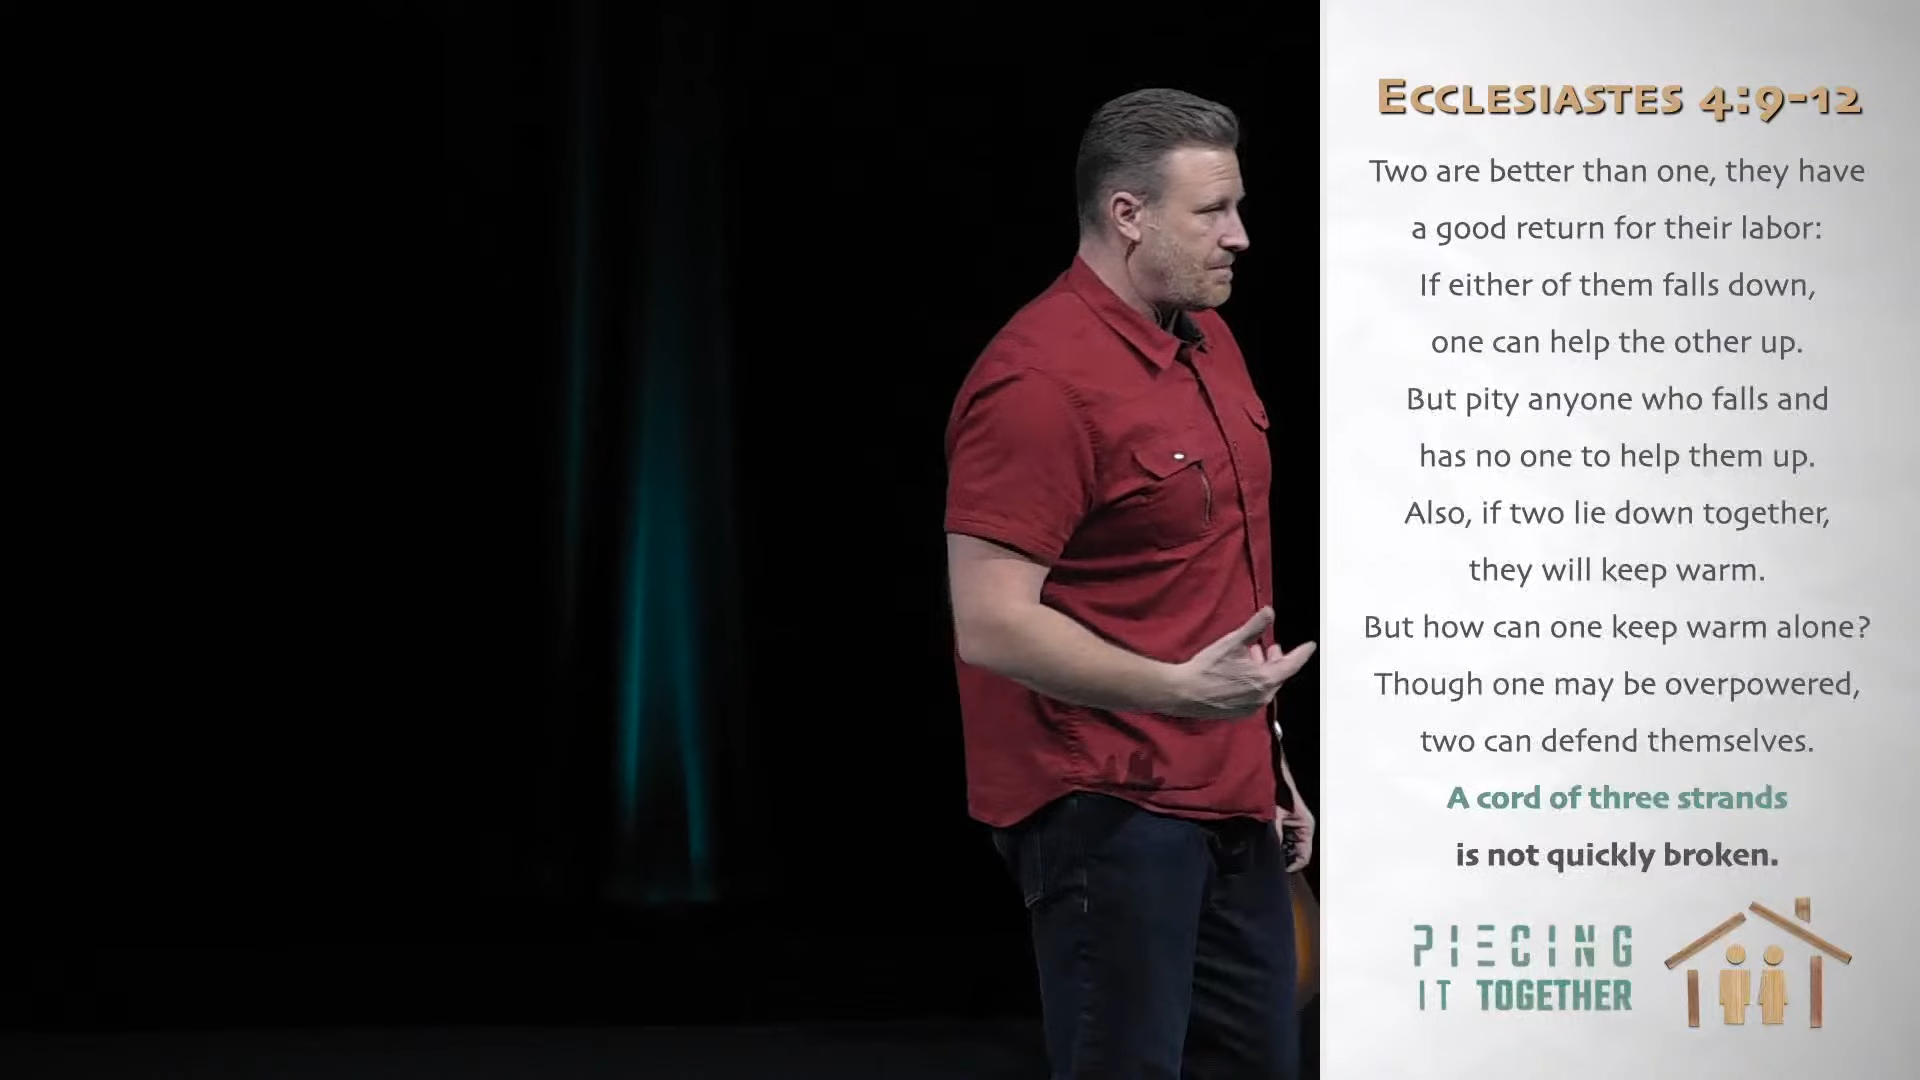 Ecclesiastes 4:9-12
Two are better than one, they have
a good return for their labor:
If either of them falls down,
one can help the other up.
But pity anyone who falls and
has no one to help them up.
Also, if two lie down together,
they will keep warm.
But how can one keep warm alone?
Though one may be overpowered,
two can defend themselves.
A cord of three strands
is not quickly broken.
PIECING
IT TOGETHER